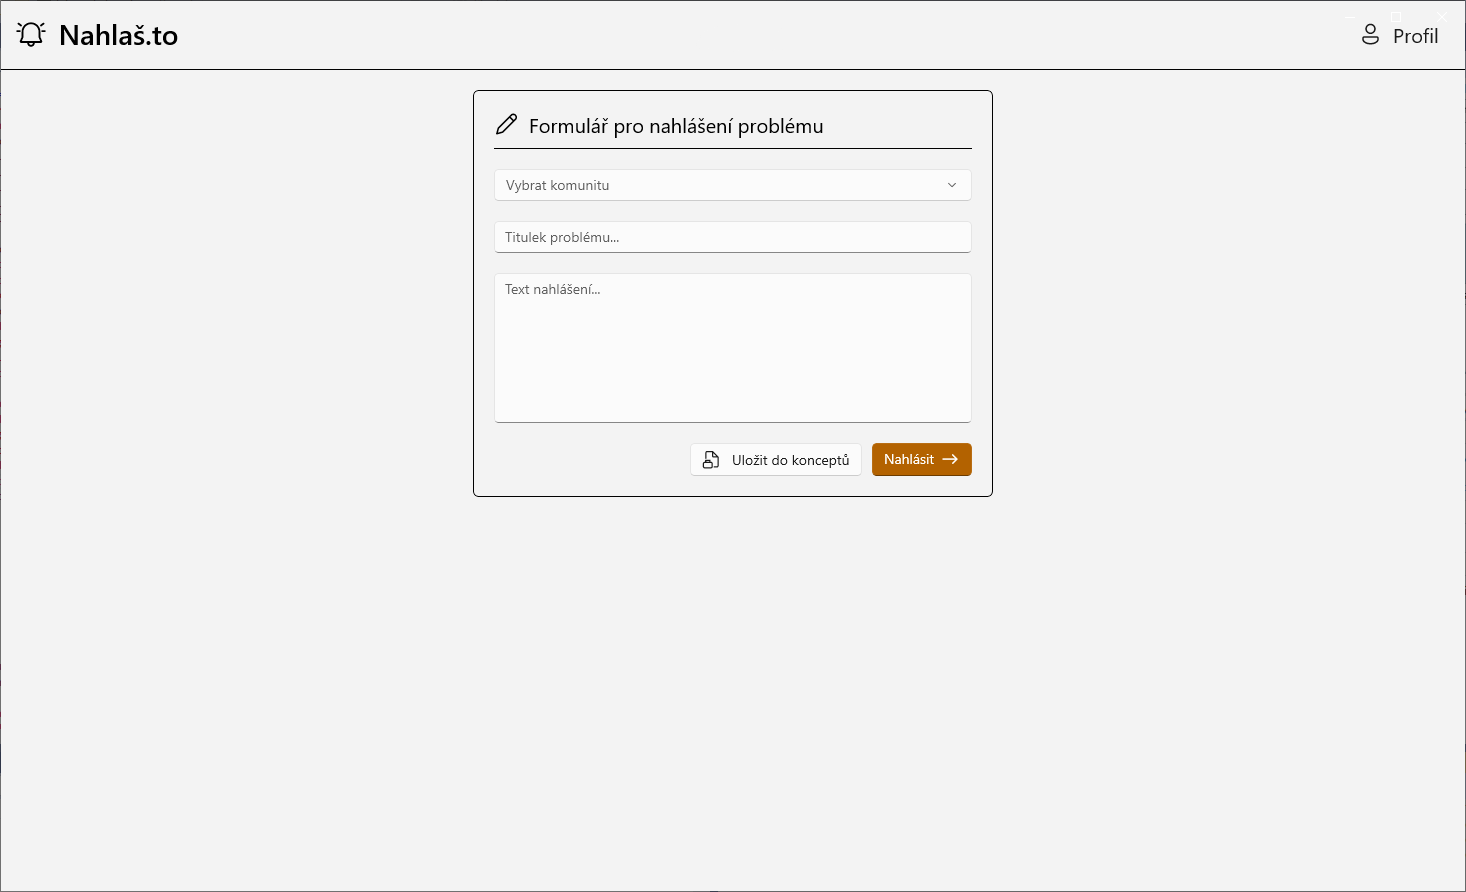 Nahlaš.to
Profil
Formulář pro nahlášení problému
Vybrat komunitu
Titulek problému...
Text nahlášení...
Uložit do konceptů
Nahlásit